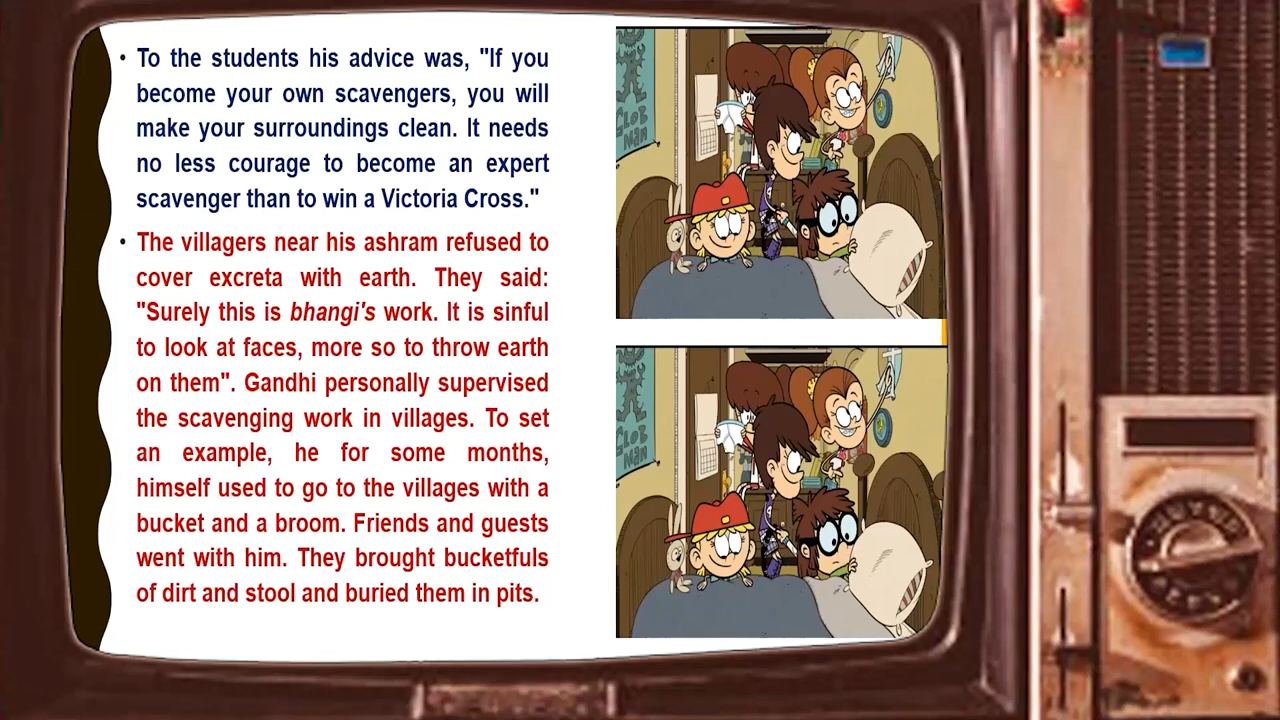 • To the students his advice was, "If you
become your own scavengers, you will
make your surroundings clean. It needs
no less courage to become an expert
scavenger than to win a Victoria Cross."
• The villagers near his ashram refused to
cover excreta with earth. They said:
"Surely this is bhangi's work. It is sinful
to look at faces, more so to throw earth
on them". Gandhi personally supervised
the scavenging work in villages. To set
an example, he for some months,
himself used to go to the villages with a
bucket and a broom. Friends and guests
went with him. They brought bucketfuls
of dirt and stool and buried them in pits.